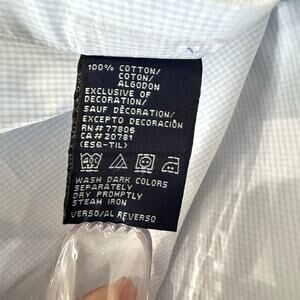 100% COTTON/
COTON/
ALGODON
EXCLUSIVE OF
DECORATION/
SAUF DÉCORATION/
EXCEPTO DECORACIÓN
RN# 77806
CA# 20781
(ESQ-TIL)
WASH DARK COLORS
SEPARATELY
DRY PROMPTLY
STEAM IRON
VERSO/AL REVERSO